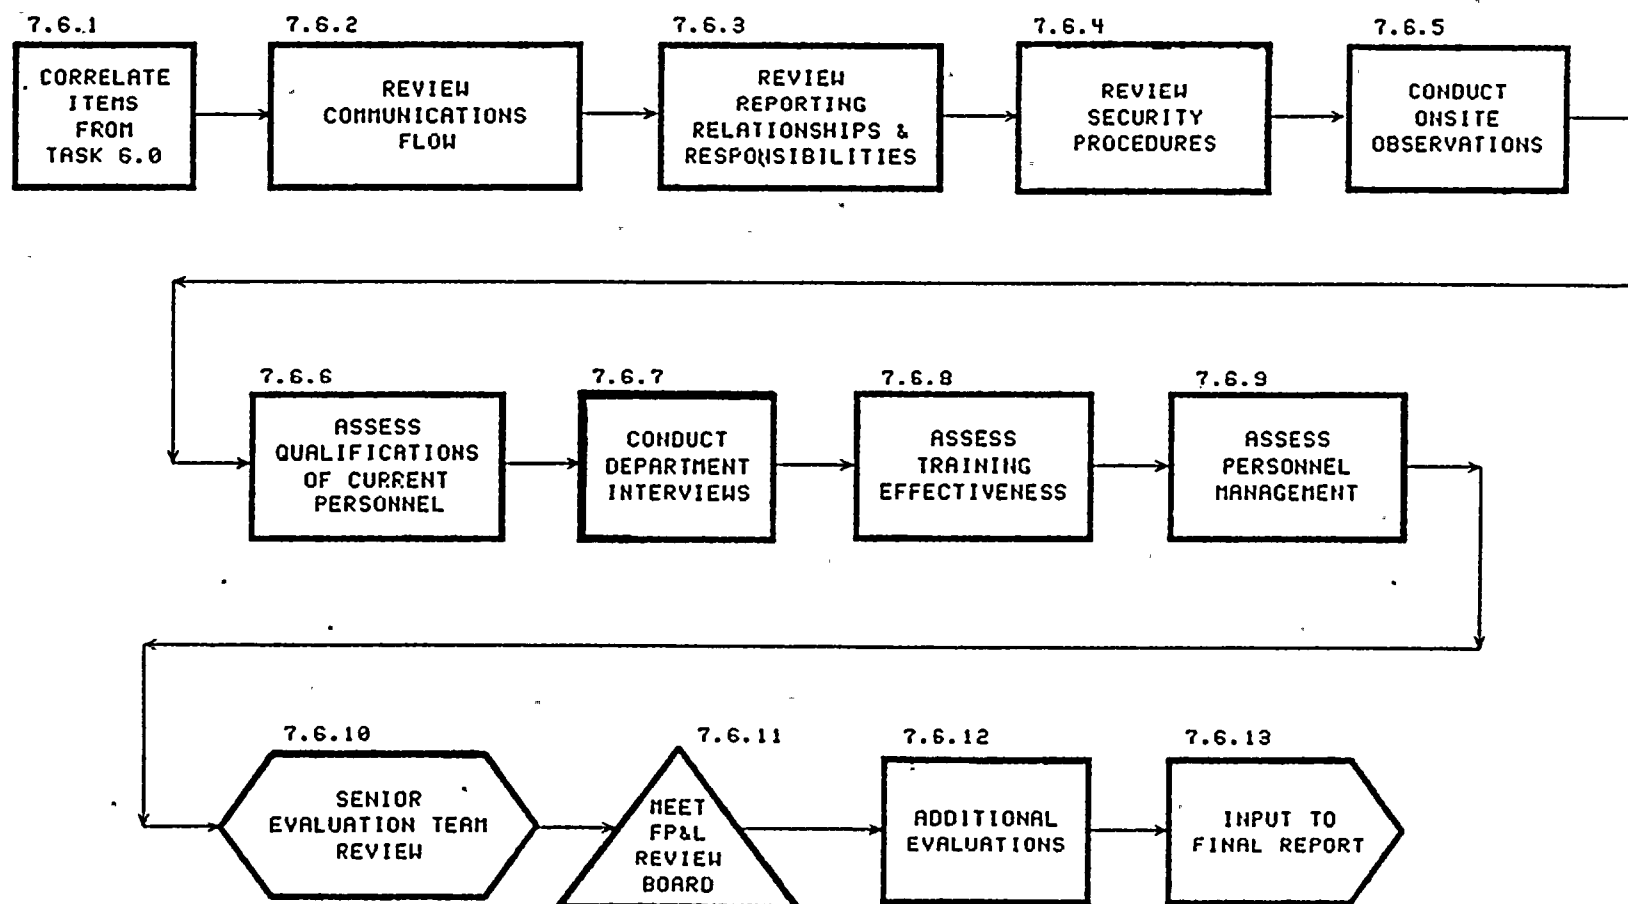 7.6.1
CORRELATE
ITEMS
FROM
TASK 6.0
7.6.2
REVIEW
COMMUNICATIONS
FLOW
7.6.3
REVIEW
REPORTING
RELATIONSHIPS &
RESPONSIBILITIES
7.6.4
REVIEW
SECURITY
PROCEDURES
7.6.5
CONDUCT
ONSITE
OBSERVATIONS
7.6.6
ASSESS
QUALIFICATIONS
OF CURRENT
PERSONNEL
7.6.7
CONDUCT
DEPARTMENT
INTERVIEWS
7.6.8
ASSESS
TRAINING
EFFECTIVENESS
7.6.9
ASSESS
PERSONNEL
MANAGEMENT
7.6.10
SENIOR
EVALUATION TEAM
REVIEW
7.6.11
MEET
FP&L
REVIEW
BOARD
7.6.12
ADDITIONAL
EVALUATIONS
7.6.13
INPUT TO
FINAL REPORT